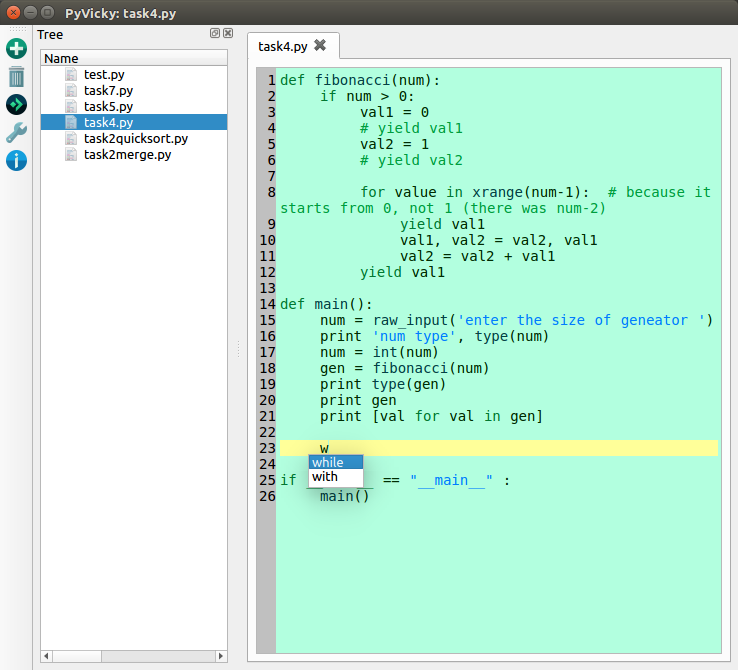 PyVicky: task4.py
Tree
Name
test.py
task7.py
task5.py
task4.py
task2quicksort.py
task2merge.py
task4.py
1 def fibonacci(num):
2 if num > 0:
3 val1 = 0
4 # yield val1
5 val2 = 1
6 # yield val2
7
8 for value in xrange(num-1):  # because it
starts from 0, not 1 (there was num-2)
9 yield val1
10 val1, val2 = val2, val1
11 val2 = val2 + val1
12 yield val1
13
14 def main():
15 num = raw_input('enter the size of geneator ')
16 print 'num type', type(num)
17 num = int(num)
18 gen = fibonacci(num)
19 print type(gen)
20 print gen
21 print [val for val in gen]
22
23 w
while
24
with
25 if == "__main__" :
26 main()